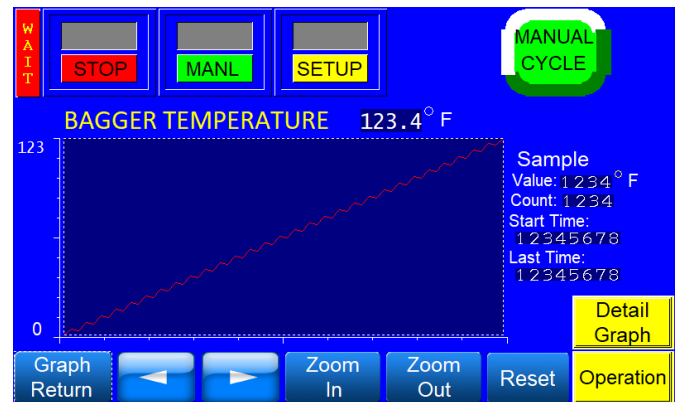 WAIT
STOP
MANL
SETUP
MANUAL
CYCLE
BAGGER TEMPERATURE 123.4° F
123
0
Sample
Value: 1234° F
Count: 1234
Start Time:
12345678
Last Time:
12345678
Detail
Graph
Graph
Return
Zoom
In
Zoom
Out
Reset
Operation